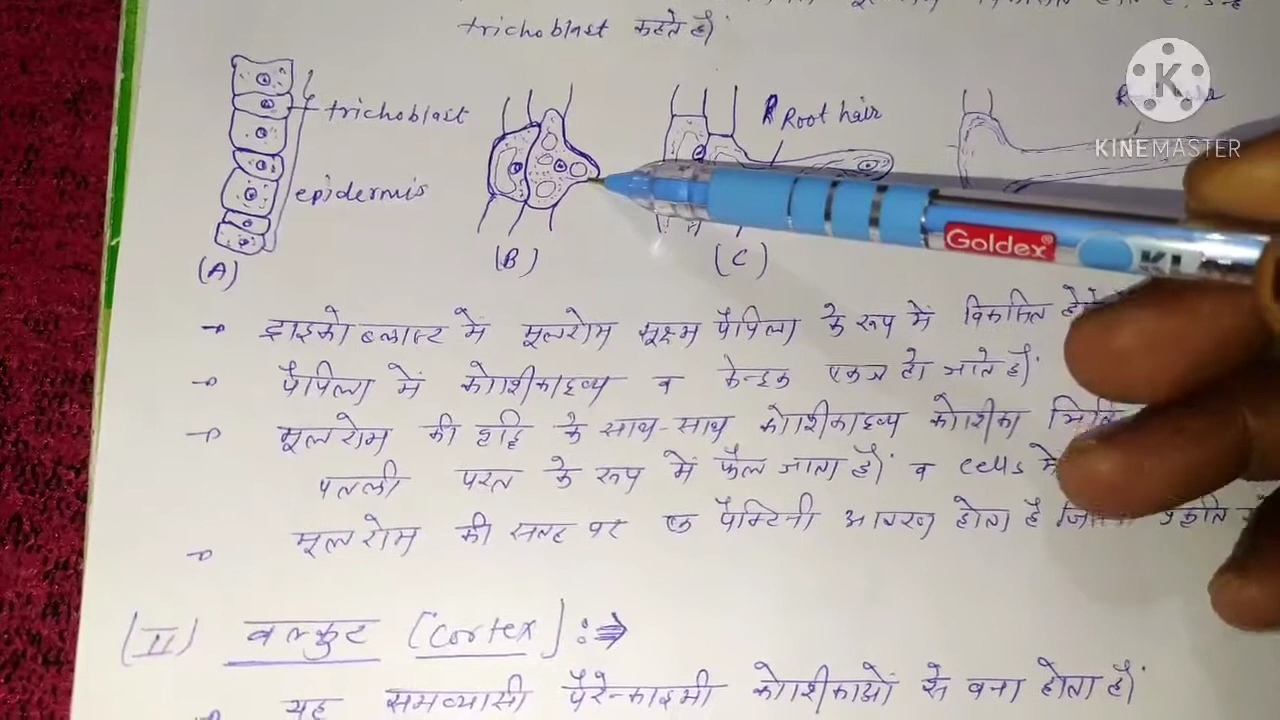 trichoblast कहते हैं।
trichoblast
Root hair
KINEMASTER
epidermis
Goldex
(A)
(B)
(C)
→ ट्राइकोब्लास्ट में मूलरोम सूक्ष्म पैपिला के रूप में विकसित होते
→ पैपिला में कोशीकाद्रव्य व केन्द्रक एकत्र हो जाते हैं।
→ मूलरोम की वृद्धि के साथ-साथ कोशीकाद्रव्य कोशीका भित्ति
पतली परत के रूप में फैल जाता है। व cells में
→ मूलरोम की सतह पर एक पैक्टिनी आवरण होता है
(II) वल्कुट (Cortex) :⇒
→ यह समव्यासी पैरेन्काइमी कोशीकाओं से बना होता है।